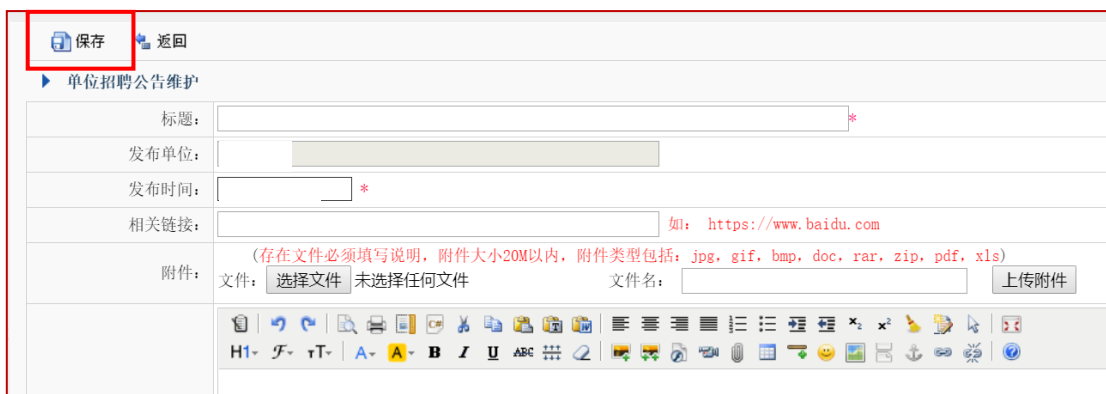 保存 返回
单位招聘公告维护
标题： *
发布单位：
发布时间： *
相关链接： 如： https://www.baidu.com
(存在文件必须填写说明，附件大小20M以内，附件类型包括：jpg，gif，bmp，doc，rar，zip，pdf，xls)
附件： 文件： 选择文件 未选择任何文件 文件名： 上传附件
H1 F TT A A B I U ABC